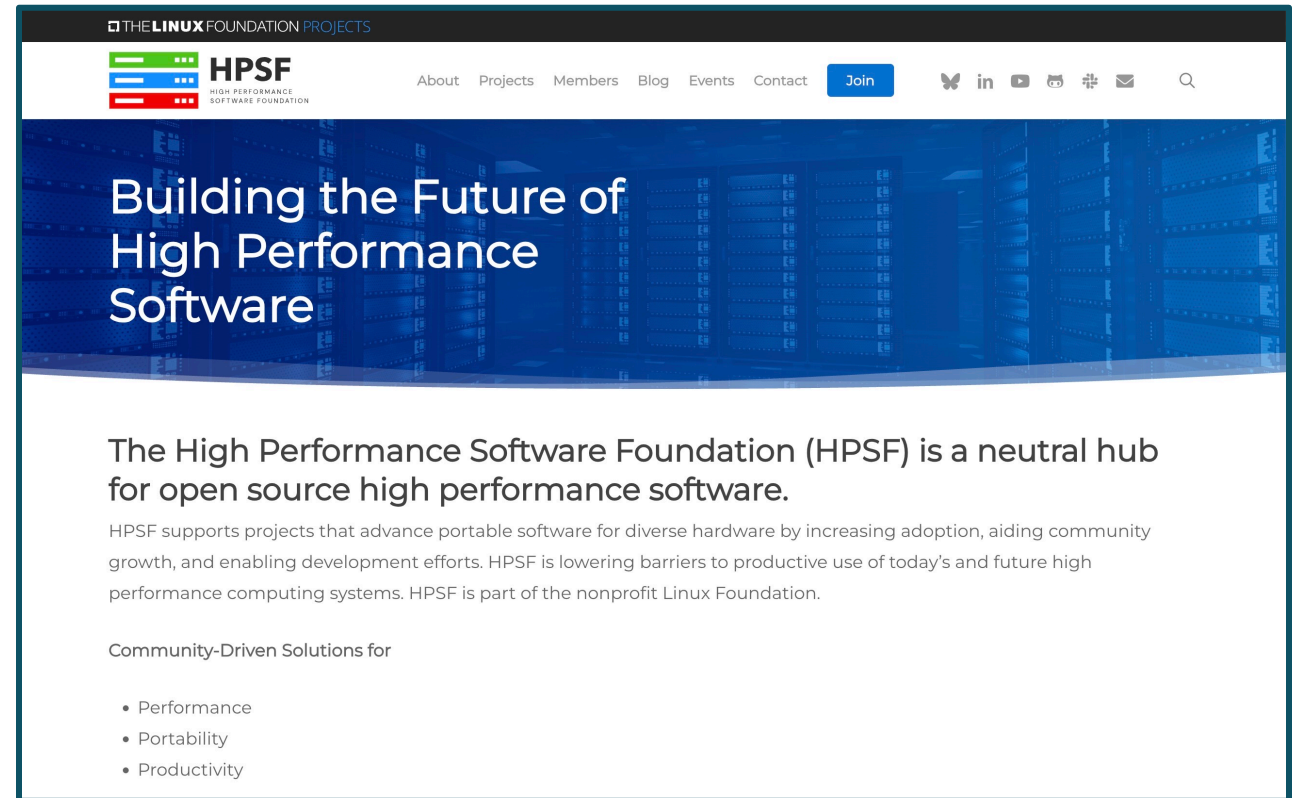 THE LINUX FOUNDATION PROJECTS
HPSF
HIGH PERFORMANCE
SOFTWARE FOUNDATION
About Projects Members Blog Events Contact Join
Building the Future of
High Performance
Software
The High Performance Software Foundation (HPSF) is a neutral hub
for open source high performance software.
HPSF supports projects that advance portable software for diverse hardware by increasing adoption, aiding community
growth, and enabling development efforts. HPSF is lowering barriers to productive use of today’s and future high
performance computing systems. HPSF is part of the nonprofit Linux Foundation.
Community-Driven Solutions for
• Performance
• Portability
• Productivity